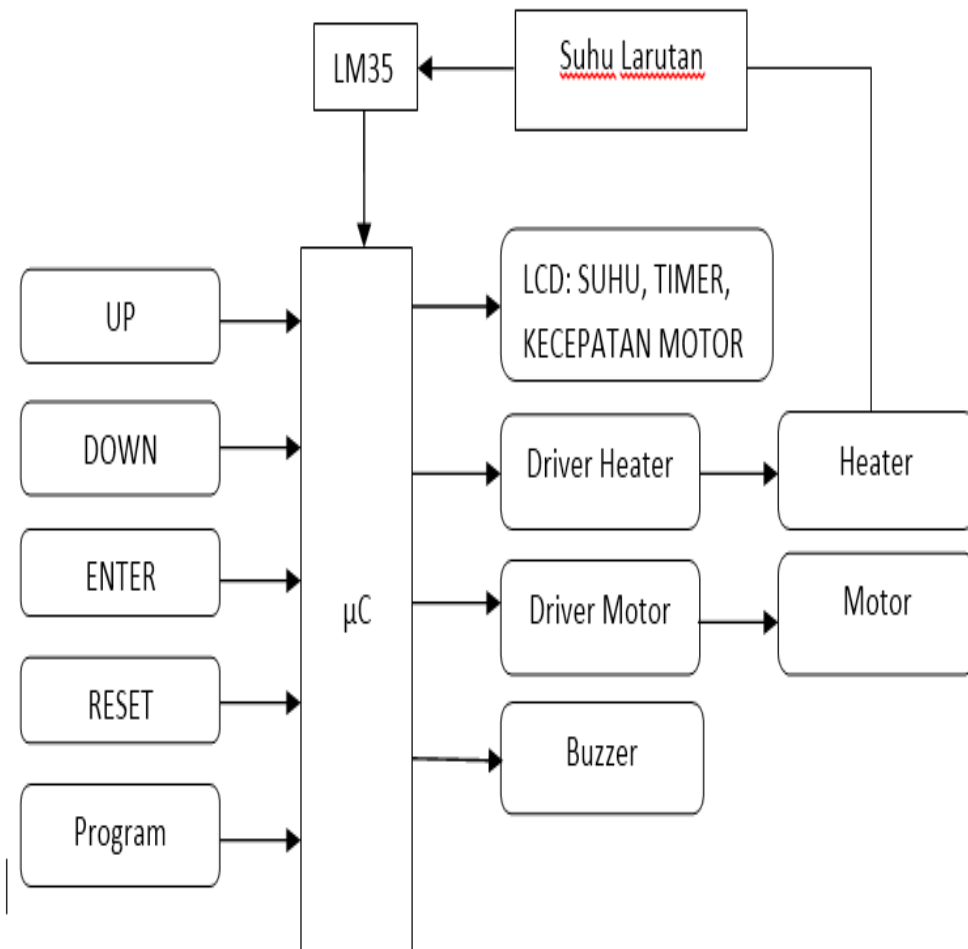 LM35
Suhu Larutan
UP
DOWN
ENTER
RESET
Program
µC
LCD: SUHU, TIMER,
KECEPATAN MOTOR
Driver Heater
Heater
Driver Motor
Motor
Buzzer